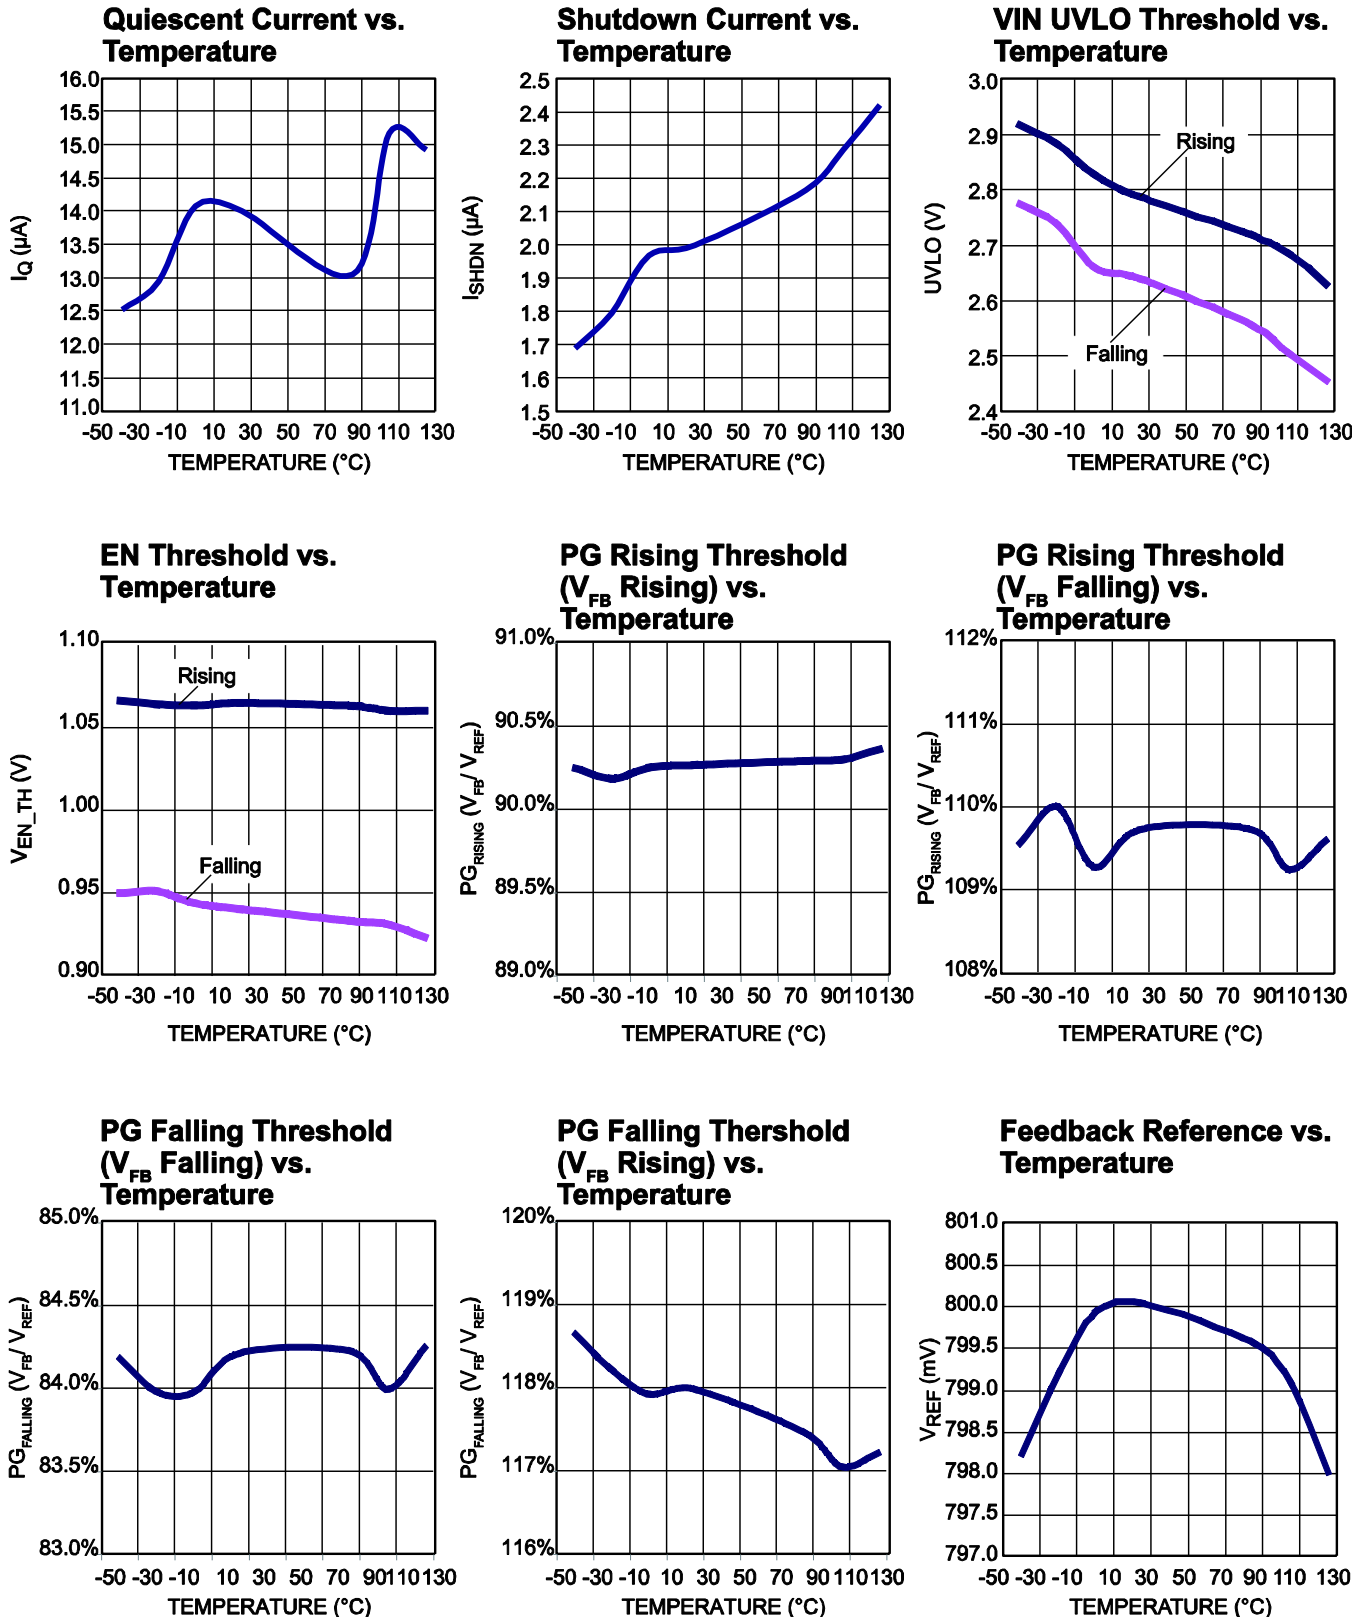 Quiescent Current vs.
Temperature
16.0
15.5
15.0
14.5
14.0
13.5
13.0
12.5
12.0
11.5
11.0
IQ (µA)
-50 -30 -10 10 30 50 70 90 110 130
TEMPERATURE (°C)
Shutdown Current vs.
Temperature
2.5
2.4
2.3
2.2
2.1
2.0
1.9
1.8
1.7
1.6
1.5
ISHDN (µA)
-50 -30 -10 10 30 50 70 90 110 130
TEMPERATURE (°C)
VIN UVLO Threshold vs.
Temperature
3.0
2.9
2.8
2.7
2.6
2.5
2.4
UVLO (V)
Rising
Falling
-50 -30 -10 10 30 50 70 90 110 130
TEMPERATURE (°C)
EN Threshold vs.
Temperature
1.10
1.05
1.00
0.95
0.90
VEN_TH (V)
Rising
Falling
-50 -30 -10 10 30 50 70 90 110 130
TEMPERATURE (°C)
PG Rising Threshold
(VFB Rising) vs.
Temperature
91.0%
90.5%
90.0%
89.5%
89.0%
PGRISING (VFB/ VREF)
-50 -30 -10 10 30 50 70 90 110 130
TEMPERATURE (°C)
PG Rising Threshold
(VFB Falling) vs.
Temperature
112%
111%
110%
109%
108%
PGRISING (VFB/ VREF)
-50 -30 -10 10 30 50 70 90 110 130
TEMPERATURE (°C)
PG Falling Threshold
(VFB Falling) vs.
Temperature
85.0%
84.5%
84.0%
83.5%
83.0%
PGFALLING (VFB/ VREF)
-50 -30 -10 10 30 50 70 90 110 130
TEMPERATURE (°C)
PG Falling Thershold
(VFB Rising) vs.
Temperature
120%
119%
118%
117%
116%
PGFALLING (VFB/ VREF)
-50 -30 -10 10 30 50 70 90 110 130
TEMPERATURE (°C)
Feedback Reference vs.
Temperature
801.0
800.5
800.0
799.5
799.0
798.5
798.0
797.5
797.0
VREF (mV)
-50 -30 -10 10 30 50 70 90 110 130
TEMPERATURE (°C)